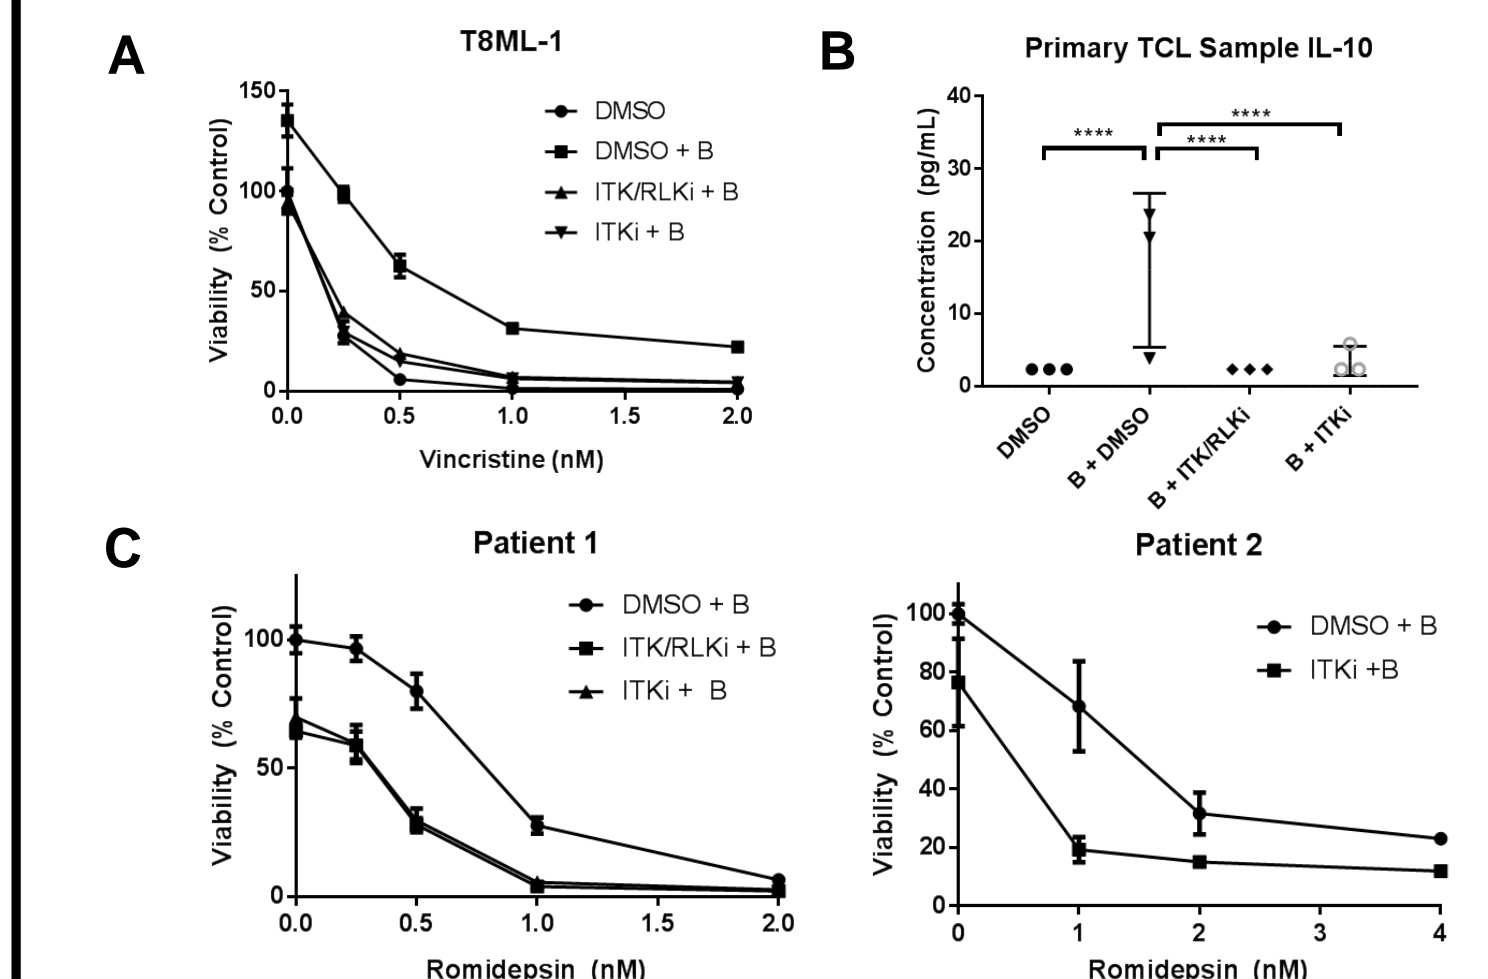 A
T8ML-1
Viability (% Control)
150
100
50
0
0.0
0.5
1.0
1.5
2.0
Vincristine (nM)
DMSO
DMSO + B
ITK/RLKi + B
ITKi + B
B
Primary TCL Sample IL-10
Concentration (pg/mL)
40
30
20
10
0
****
****
****
DMSO
B + DMSO
B + ITK/RLKi
B + ITKi
C
Patient 1
Viability (% Control)
100
50
0
0.0
0.5
1.0
1.5
2.0
Romidepsin (nM)
DMSO + B
ITK/RLKi + B
ITKi + B
Patient 2
Viability (% Control)
100
80
60
40
20
0
0
1
2
3
4
Romidepsin (nM)
DMSO + B
ITKi +B